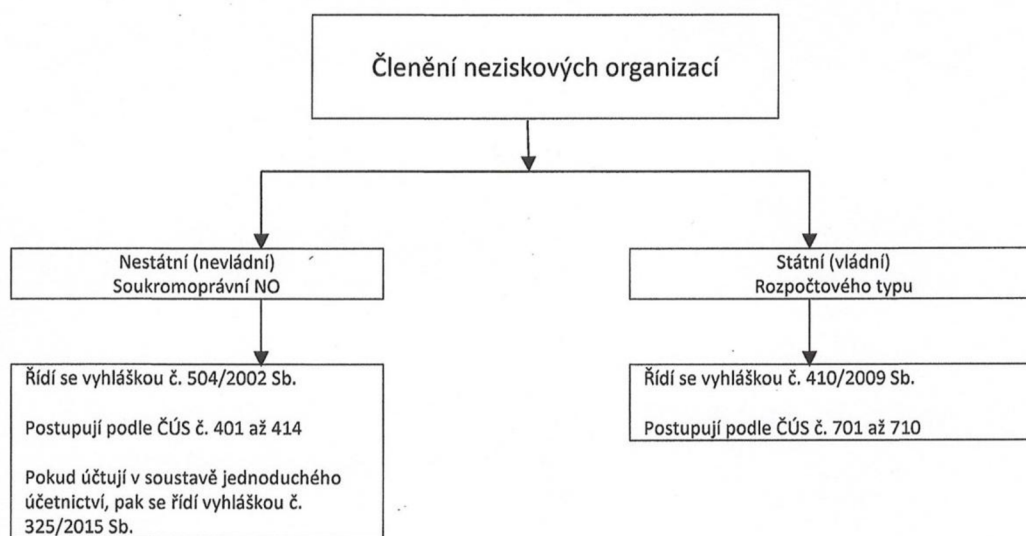 Členění neziskových organizací
Nestátní (nevládní)
Soukromoprávní NO
Státní (vládní)
Rozpočtového typu
Řídí se vyhláškou č. 504/2002 Sb.
Postupují podle ČÚS č. 401 až 414
Pokud účtují v soustavě jednoduchého
účetnictví, pak se řídí vyhláškou č.
325/2015 Sb.
Řídí se vyhláškou č. 410/2009 Sb.
Postupují podle ČÚS č. 701 až 710